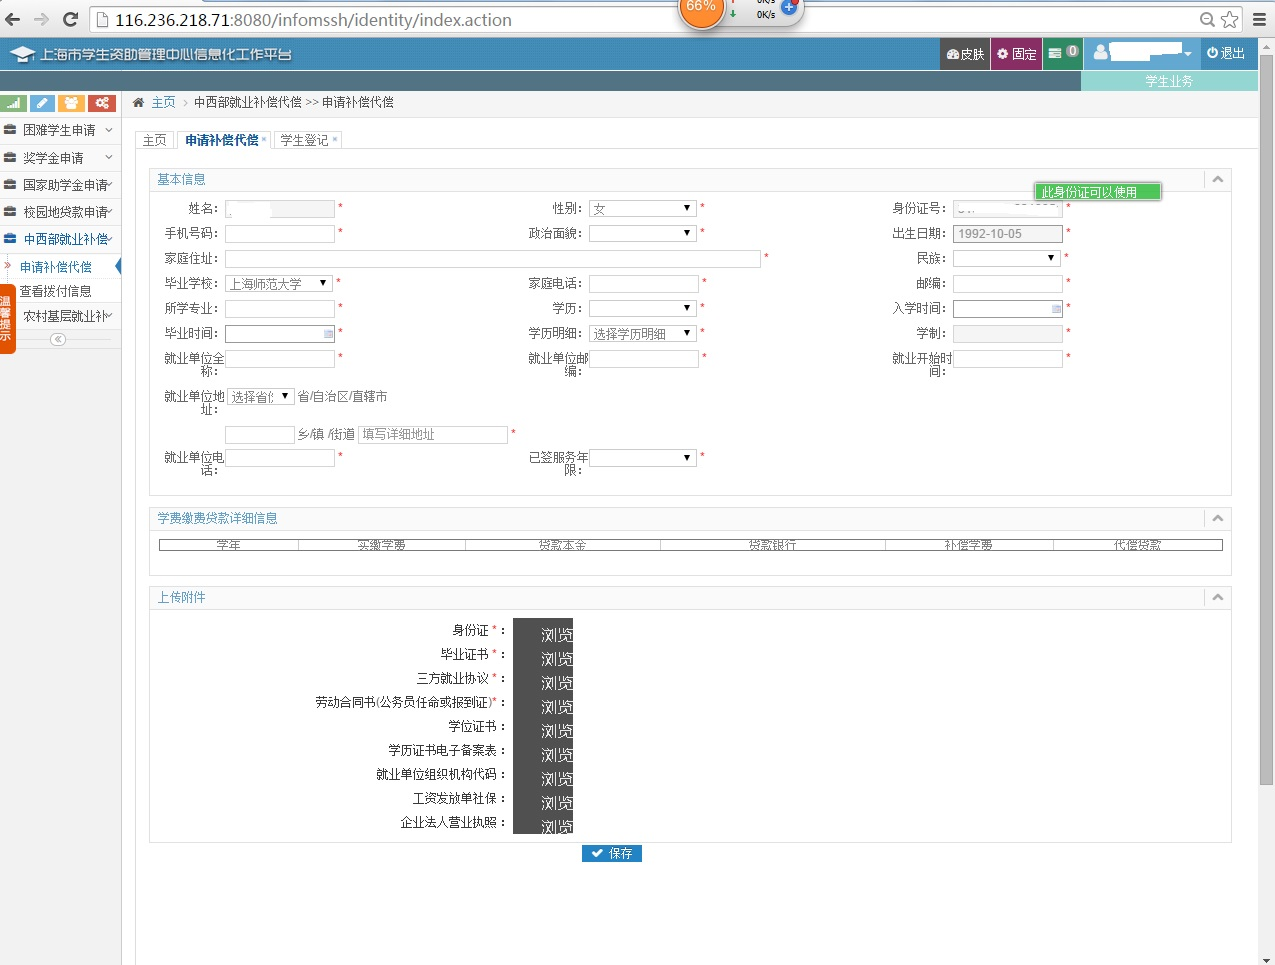 116.236.218.71:8080/infomssh/identity/index.action
66%
0K/s
0K/s
上海市学生资助管理中心信息化工作平台
皮肤 固定 0 退出
学生业务
主页 中西部就业补偿代偿 >> 申请补偿代偿
困难学生申请
奖学金申请
国家助学金申请
校园地贷款申请
中西部就业补偿
申请补偿代偿
查看拨付信息
农村基层就业补
温馨提示
主页 申请补偿代偿 × 学生登记 ×
基本信息
此身份证可以使用
姓名: * 性别: 女 * 身份证号: *
手机号码: * 政治面貌: * 出生日期: 1992-10-05 *
家庭住址: * 民族: *
毕业学校: 上海师范大学 * 家庭电话: * 邮编: *
所学专业: * 学历: * 入学时间: *
毕业时间: * 学历明细: 选择学历明细 * 学制: *
就业单位全称: * 就业单位邮编: * 就业开始时间: *
就业单位地址: 选择省份 省/自治区/直辖市
乡/镇 /街道 填写详细地址 *
就业单位电话: * 已签服务年限: *
学费缴费贷款详细信息
学年 实缴学费 贷款本金 贷款银行 补偿学费 代偿贷款
上传附件
身份证 * : 浏览
毕业证书 * : 浏览
三方就业协议 * : 浏览
劳动合同书(公务员任命或报到证)* : 浏览
学位证书 : 浏览
学历证书电子备案表 : 浏览
就业单位组织机构代码 : 浏览
工资发放单社保 : 浏览
企业法人营业执照 : 浏览
保存